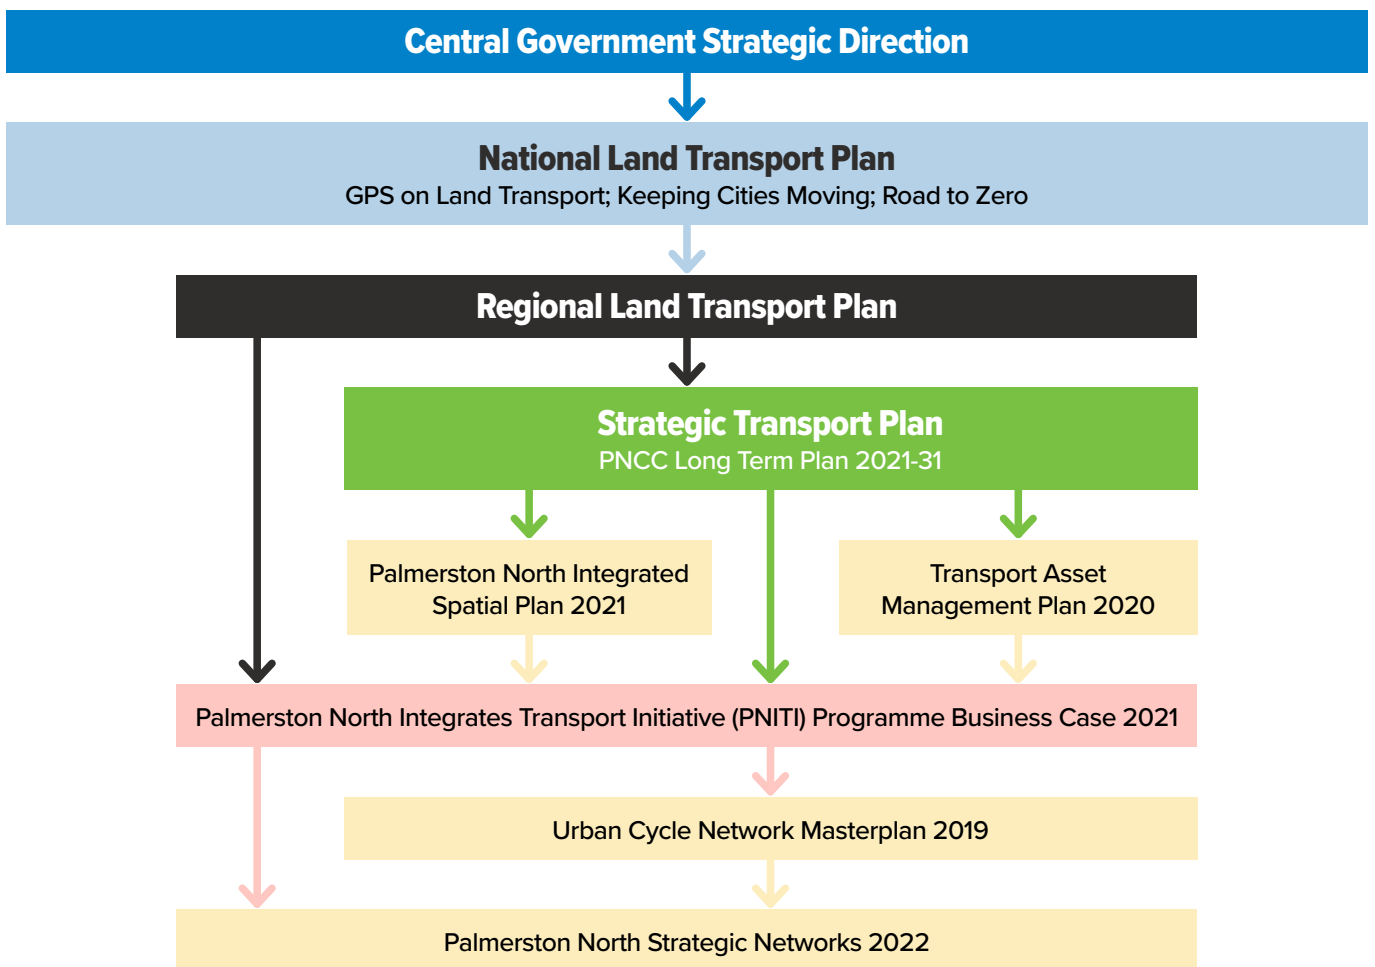 Central Government Strategic Direction
National Land Transport Plan
GPS on Land Transport; Keeping Cities Moving; Road to Zero
Regional Land Transport Plan
Strategic Transport Plan
PNCC Long Term Plan 2021-31
Palmerston North Integrated
Spatial Plan 2021
Transport Asset
Management Plan 2020
Palmerston North Integrates Transport Initiative (PNITI) Programme Business Case 2021
Urban Cycle Network Masterplan 2019
Palmerston North Strategic Networks 2022